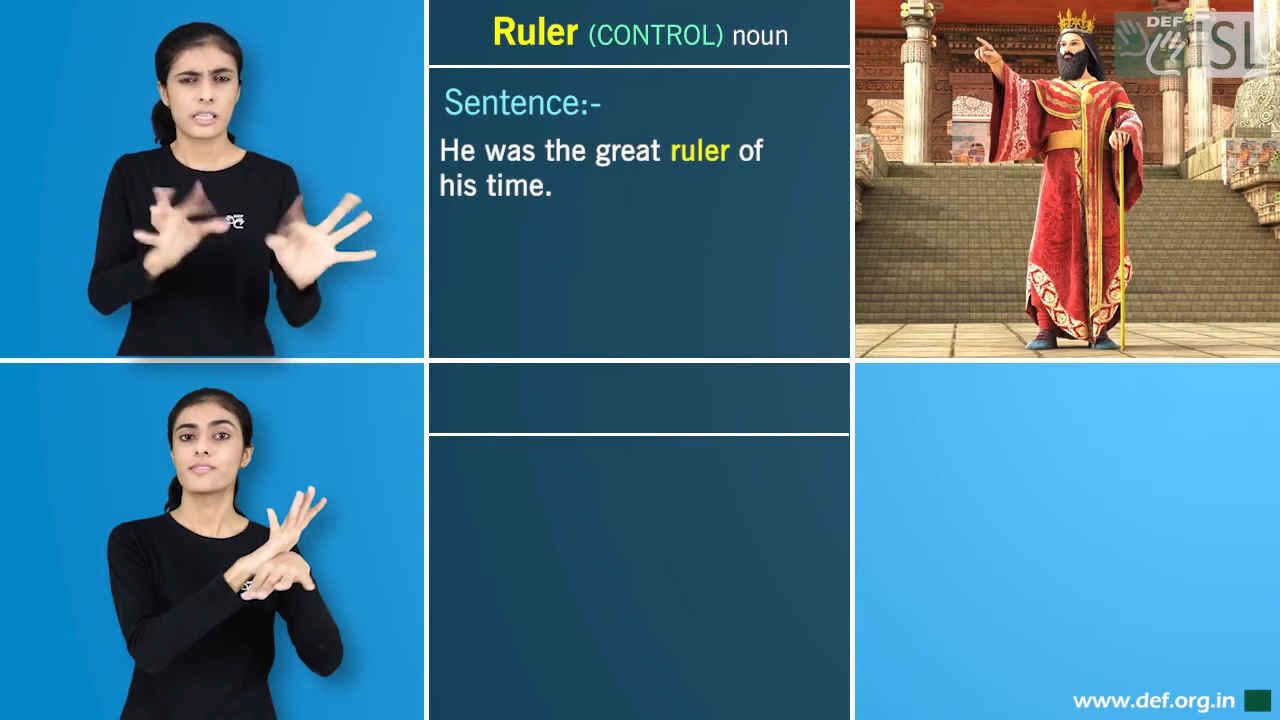 Ruler (CONTROL) noun
DEF
ISL
Sentence:-
He was the great ruler of
his time.
www.def.org.in